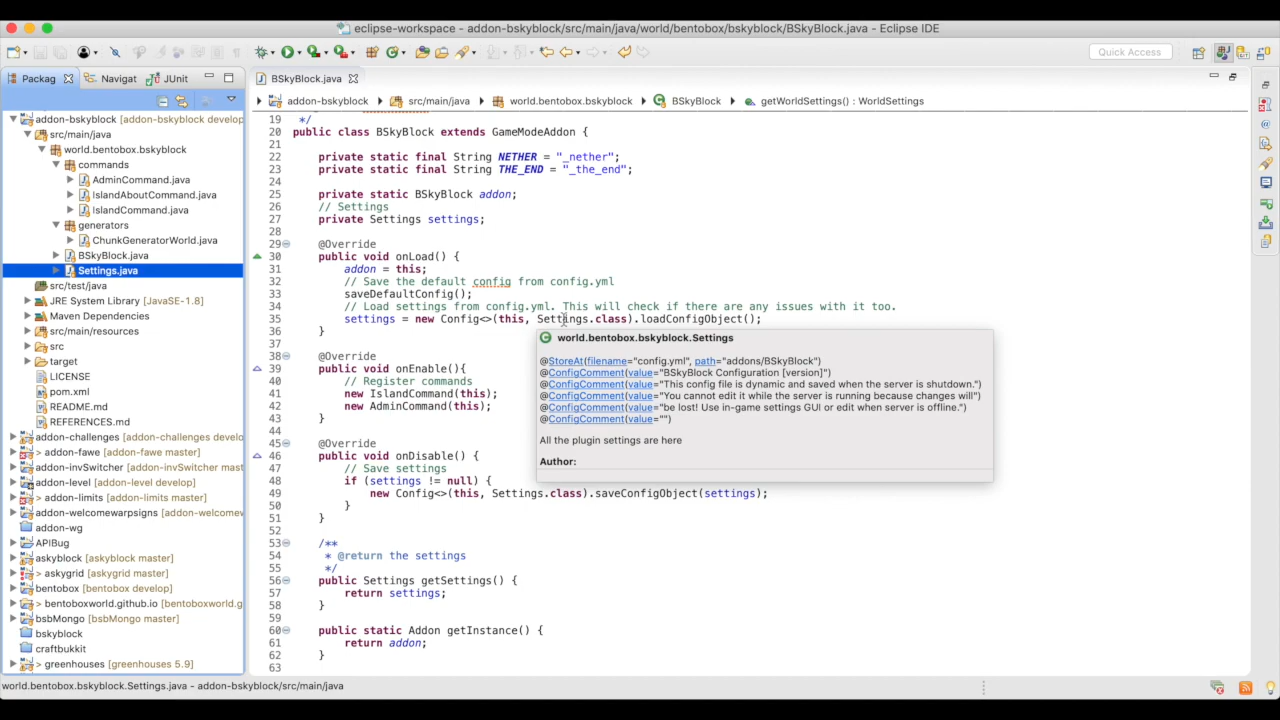 eclipse-workspace - addon-bskyblock/src/main/java/world/bentobox/bskyblock/BSkyBlock.java - Eclipse IDE
Quick Access
Packag
Navigat
JUnit
BSkyBlock.java
addon-bskyblock
src/main/java
world.bentobox.bskyblock
BSkyBlock
getWorldSettings() : WorldSettings
addon-bskyblock [addon-bskyblock develop
src/main/java
world.bentobox.bskyblock
commands
AdminCommand.java
IslandAboutCommand.java
IslandCommand.java
generators
ChunkGeneratorWorld.java
BSkyBlock.java
Settings.java
src/test/java
JRE System Library [JavaSE-1.8]
Maven Dependencies
src/main/resources
src
target
LICENSE
pom.xml
README.md
REFERENCES.md
addon-challenges [addon-challenges develop
> addon-fawe [addon-fawe master]
addon-invSwitcher [addon-invSwitcher mast
addon-level [addon-level develop]
> addon-limits [addon-limits master]
addon-welcomewarpsigns [addon-welcomew
addon-wg
APIBug
askyblock [askyblock master]
> askygrid [askygrid master]
bentobox [bentobox develop]
> bentoboxworld.github.io [bentoboxworld.g
bsbMongo [bsbMongo master]
bskyblock
craftbukkit
> greenhouses [greenhouses 5.9]
19 */
20 public class BSkyBlock extends GameModeAddon {
21
22 private static final String NETHER = "_nether";
23 private static final String THE_END = "_the_end";
24
25 private static BSkyBlock addon;
26 // Settings
27 private Settings settings;
28
29 @Override
30 public void onLoad() {
31 addon = this;
32 // Save the default config from config.yml
33 saveDefaultConfig();
34 // Load settings from config.yml. This will check if there are any issues with it too.
35 settings = new Config<>(this, Settings.class).loadConfigObject();
36 }
37
38 @Override
39 public void onEnable(){
40 // Register commands
41 new IslandCommand(this);
42 new AdminCommand(this);
43 }
44
45 @Override
46 public void onDisable() {
47 // Save settings
48 if (settings != null) {
49 new Config<>(this, Settings.class).saveConfigObject(settings);
50 }
51 }
52
53 /**
54 * @return the settings
55 */
56 public Settings getSettings() {
57 return settings;
58 }
59
60 public static Addon getInstance() {
61 return addon;
62 }
63
world.bentobox.bskyblock.Settings
@StoreAt(filename="config.yml", path="addons/BSkyBlock")
@ConfigComment(value="BSkyBlock Configuration [version]")
@ConfigComment(value="This config file is dynamic and saved when the server is shutdown.")
@ConfigComment(value="You cannot edit it while the server is running because changes will")
@ConfigComment(value="be lost! Use in-game settings GUI or edit when server is offline.")
@ConfigComment(value="")
All the plugin settings are here
Author:
world.bentobox.bskyblock.Settings.java - addon-bskyblock/src/main/java